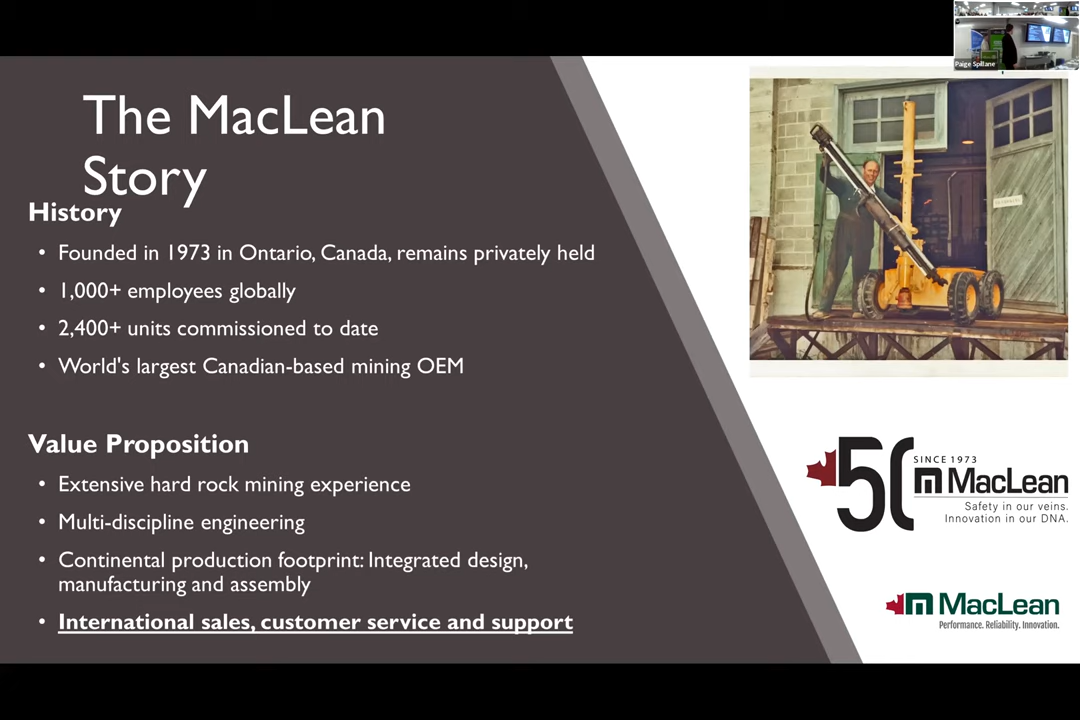 Paige Spillane
The MacLean
Story
History
• Founded in 1973 in Ontario, Canada, remains privately held
• 1,000+ employees globally
• 2,400+ units commissioned to date
• World's largest Canadian-based mining OEM
Value Proposition
• Extensive hard rock mining experience
• Multi-discipline engineering
• Continental production footprint: Integrated design,
manufacturing and assembly
• International sales, customer service and support
50
SINCE 1973
MacLean
Safety in our veins.
Innovation in our DNA.
MacLean
Performance. Reliability. Innovation.